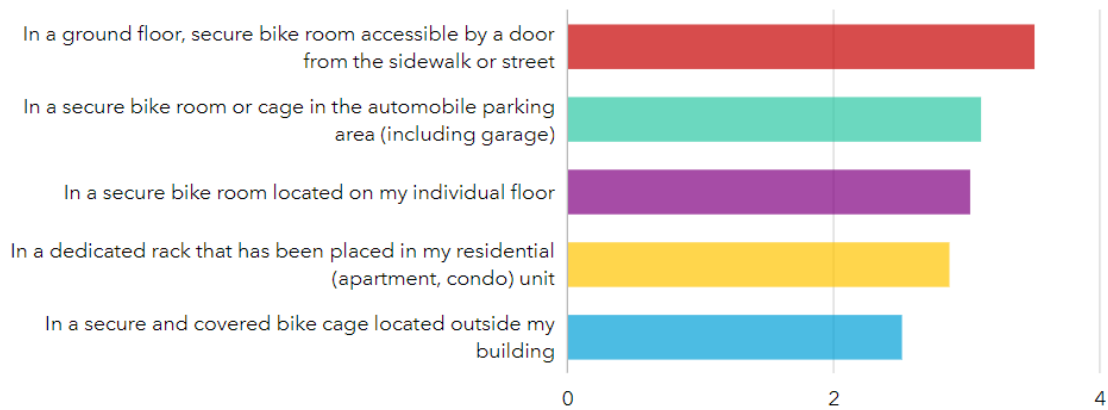 In a ground floor, secure bike room accessible by a door
from the sidewalk or street
In a secure bike room or cage in the automobile parking
area (including garage)
In a secure bike room located on my individual floor
In a dedicated rack that has been placed in my residential
(apartment, condo) unit
In a secure and covered bike cage located outside my
building
0 2 4